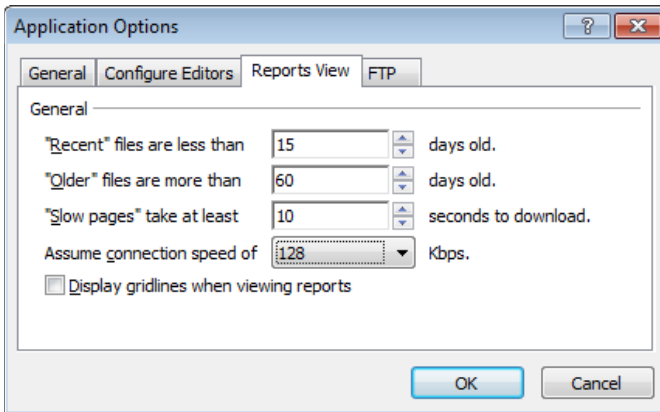 Application Options
General Configure Editors Reports View FTP
General
"Recent" files are less than 15 days old.
"Older" files are more than 60 days old.
"Slow pages" take at least 10 seconds to download.
Assume connection speed of 128 Kbps.
Display gridlines when viewing reports
OK Cancel